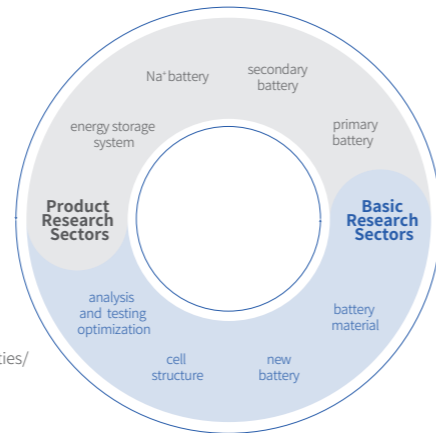 Na⁺ battery
secondary
battery
energy storage
system
primary
battery
Product
Research
Sectors
Basic
Research
Sectors
analysis
and testing
optimization
battery
material
cell
structure
new
battery